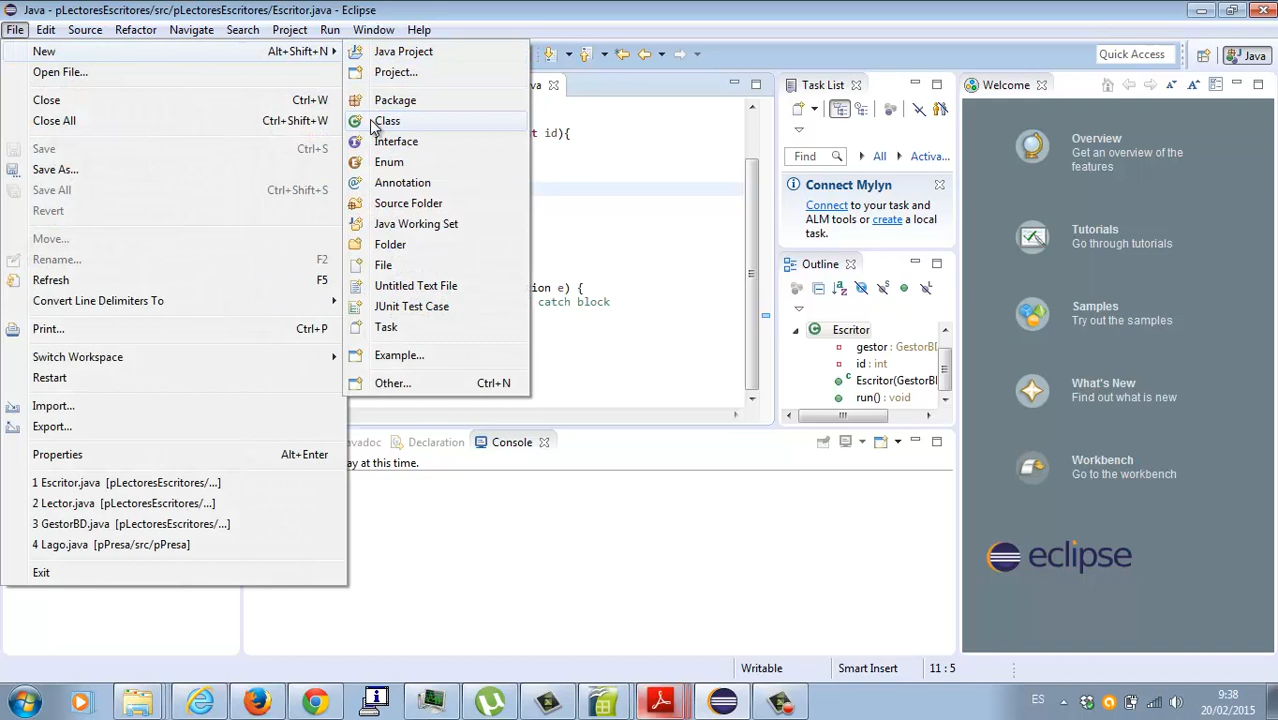 Java - pLectoresEscritores/src/pLectoresEscritores/Escritor.java - Eclipse
File Edit Source Refactor Navigate Search Project Run Window Help
New Alt+Shift+N
Open File...
Close Ctrl+W
Close All Ctrl+Shift+W
Save Ctrl+S
Save As...
Save All Ctrl+Shift+S
Revert
Move...
Rename... F2
Refresh F5
Convert Line Delimiters To
Print... Ctrl+P
Switch Workspace
Restart
Import...
Export...
Properties Alt+Enter
1 Escritor.java [pLectoresEscritores/...]
2 Lector.java [pLectoresEscritores/...]
3 GestorBD.java [pLectoresEscritores/...]
4 Lago.java [pPresa/src/pPresa]
Exit
Java Project
Project...
Package
Class
Interface
Enum
Annotation
Source Folder
Java Working Set
Folder
File
Untitled Text File
JUnit Test Case
Task
Example...
Other... Ctrl+N
Quick Access
Java
va
t id){
ion e) {
catch block
Task List
Find All Activa...
Connect Mylyn
Connect to your task and
ALM tools or create a local
task.
Outline
Escritor
gestor : GestorBD
id : int
Escritor(GestorBD
run() : void
Welcome
Overview
Get an overview of the
features
Tutorials
Go through tutorials
Samples
Try out the samples
What's New
Find out what is new
Workbench
Go to the workbench
eclipse
avadoc Declaration Console
ay at this time.
Writable Smart Insert 11 : 5
ES
9:38
20/02/2015